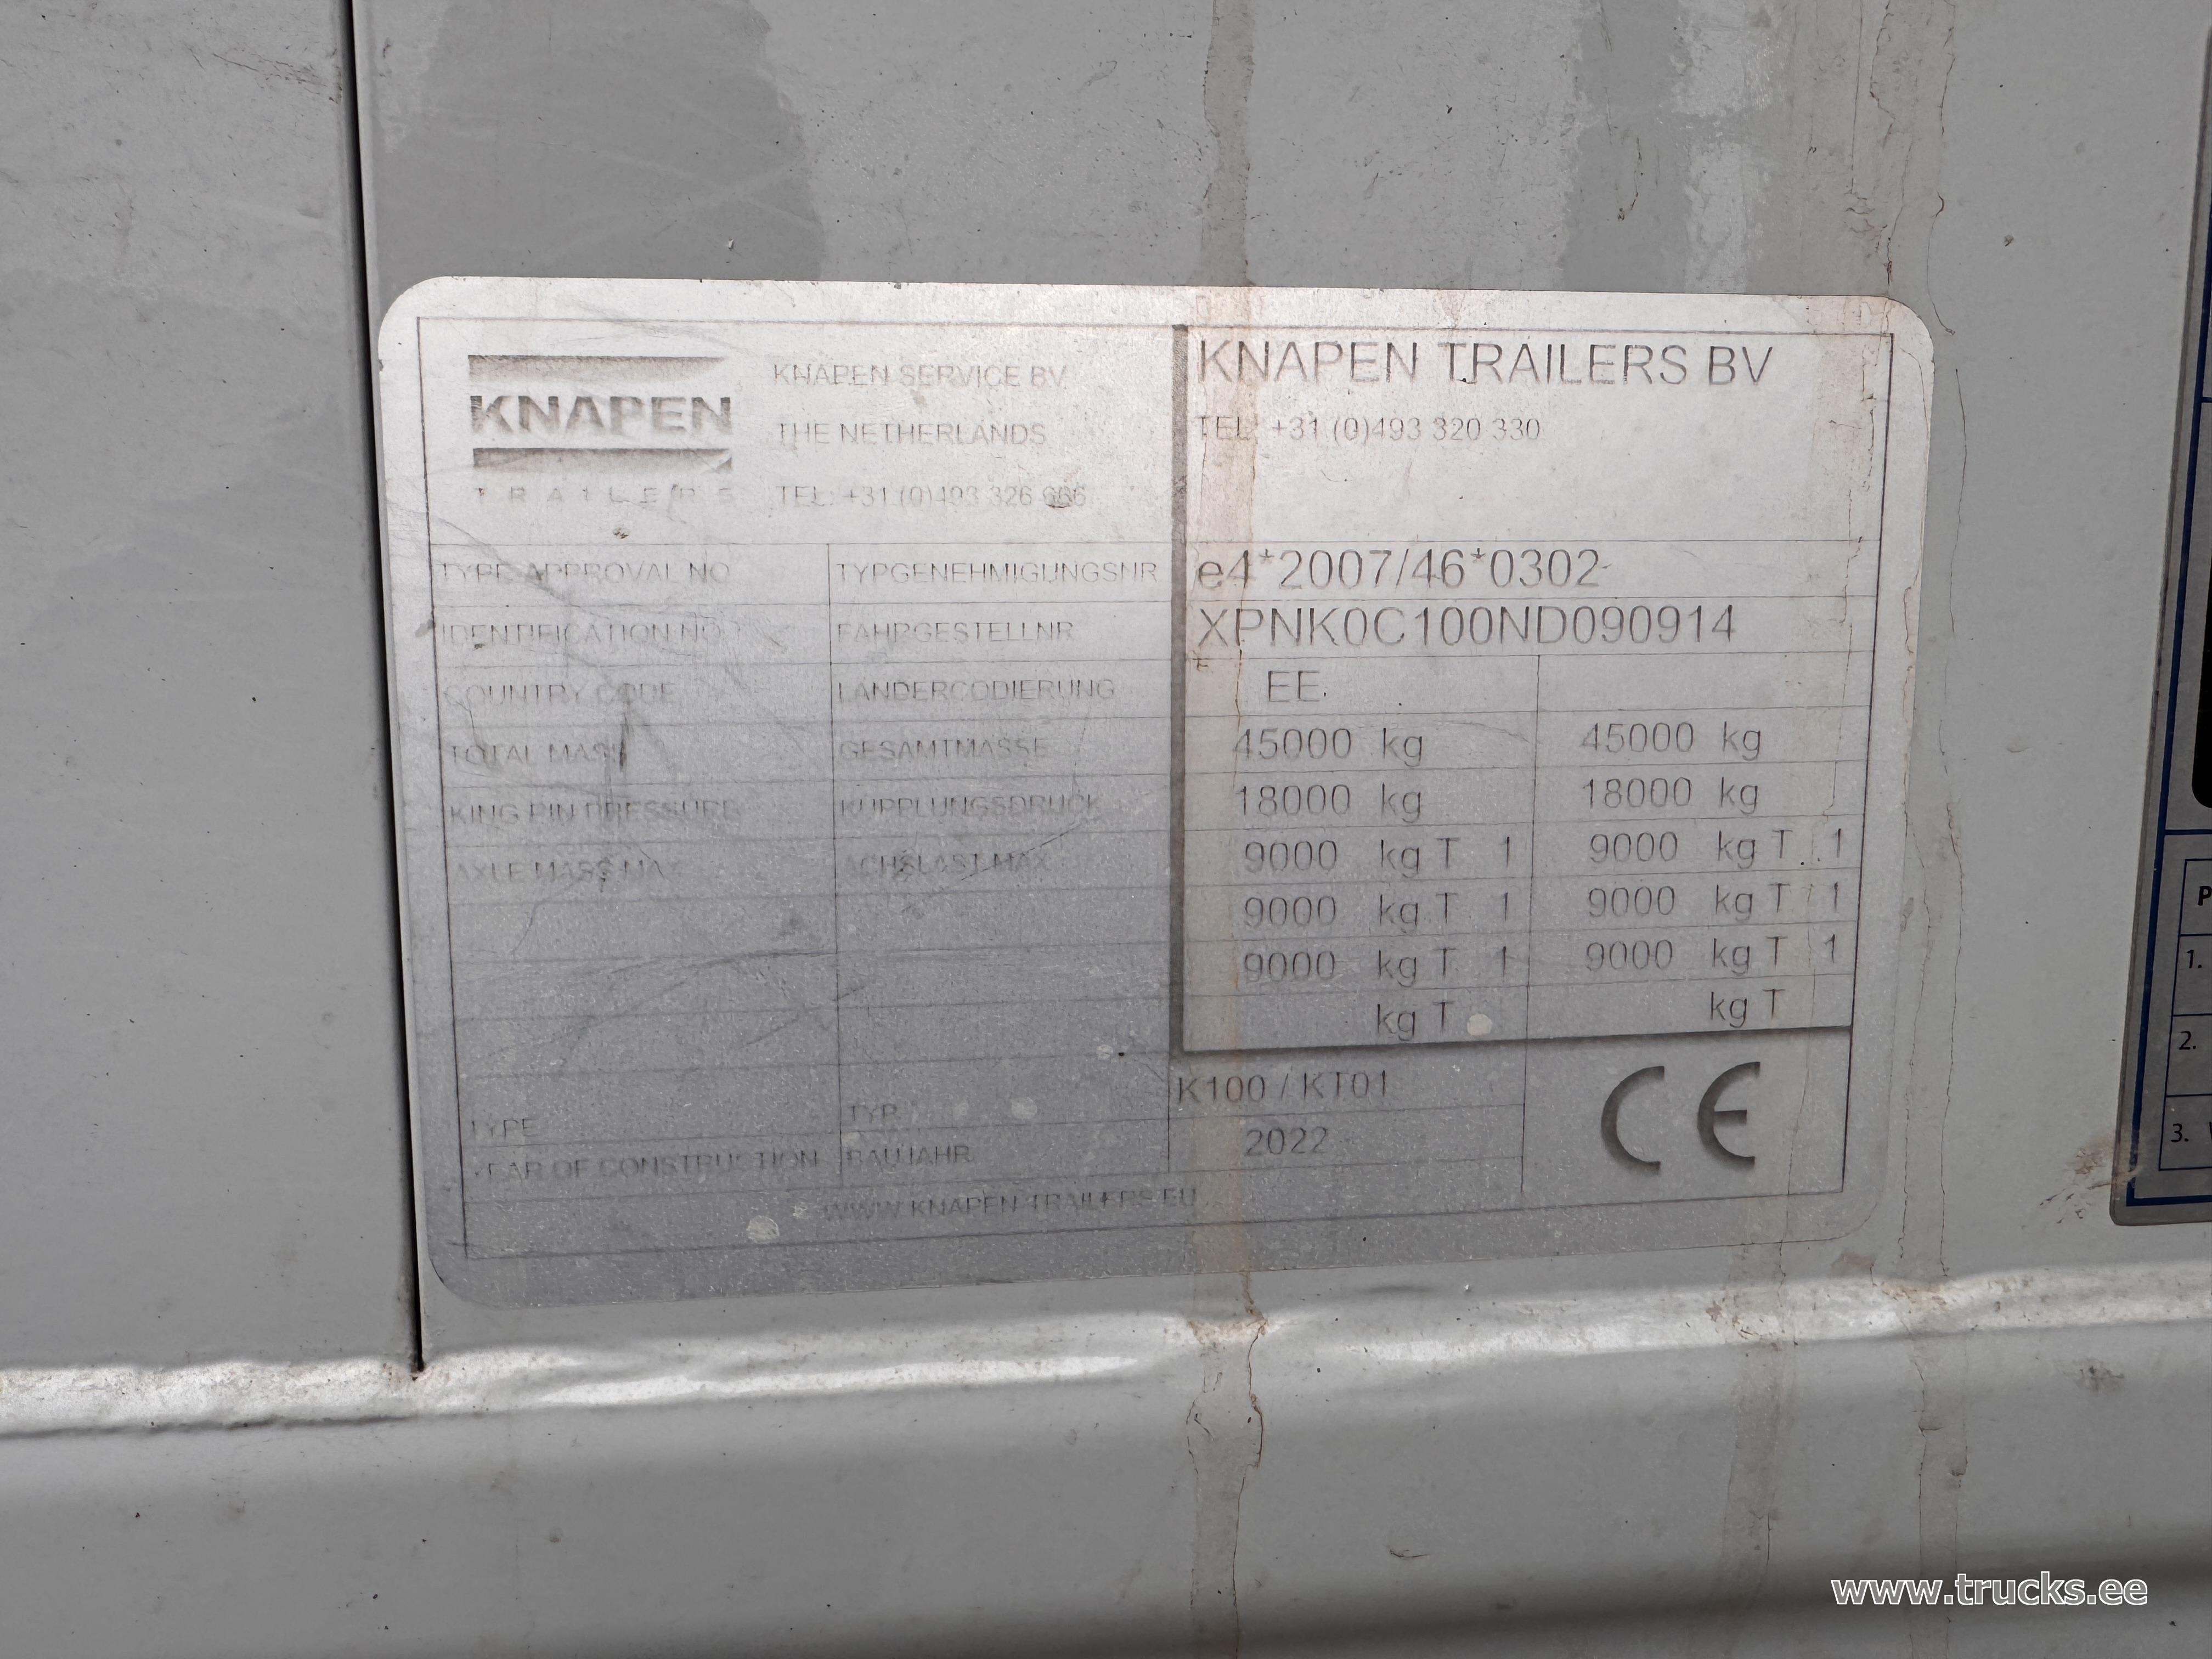 KNAPEN
TRAILERS
KNAPEN SERVICE BV
THE NETHERLANDS
TEL: +31 (0)493 326 666
KNAPEN TRAILERS BV
TEL: +31 (0)493 320 330
TYPE APPROVAL NO TYPGENEHMIGUNGSNR e4*2007/46*0302-
IDENTIFICATION NO FAHRGESTELLNR XPNK0C100ND090914
COUNTRY CODE LANDERCODIERUNG EE
TOTAL MASS GESAMTMASSE 45000 kg 45000 kg
KING PIN PRESSURE KUPPLUNGSDRUCK 18000 kg 18000 kg
AXLE MASS MAX ACHSLAST MAX 9000 kg T 1 9000 kg T 1
9000 kg T 1 9000 kg T 1
9000 kg T 1 9000 kg T 1
kg T kg T
TYPE TYP K100 / KT01
YEAR OF CONSTRUCTION BAUJAHR 2022
CE
WWW.KNAPEN-TRAILERS.EU
P
1.
2.
3.
www.trucks.ee